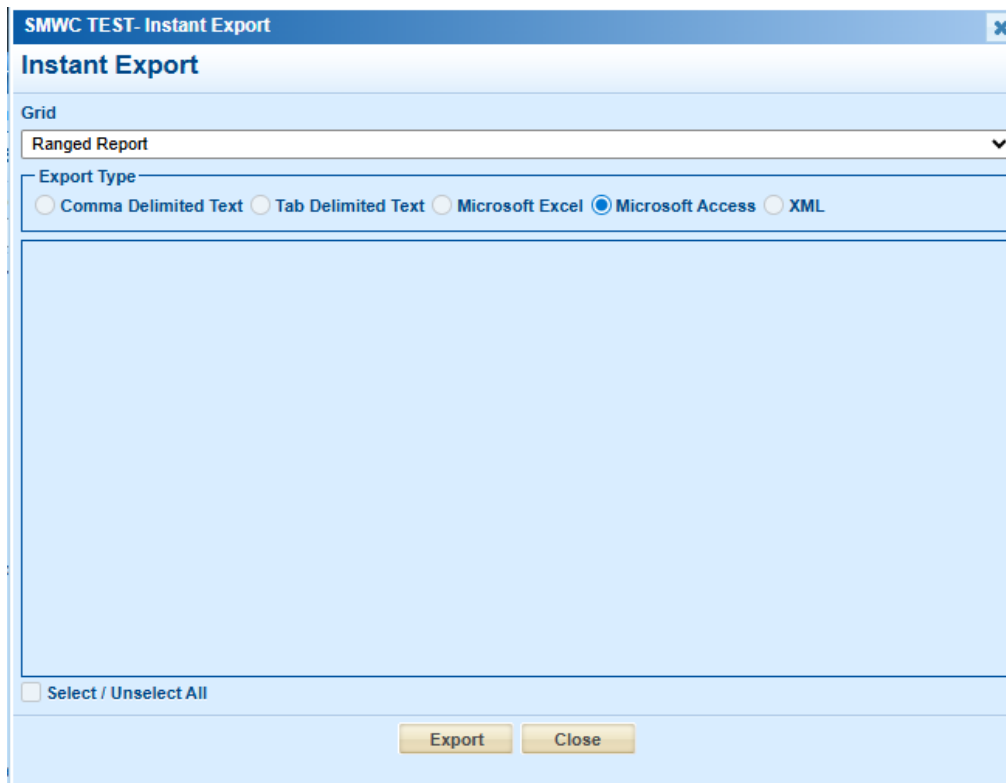 SMWC TEST- Instant Export
Instant Export
Grid
Ranged Report
Export Type
Comma Delimited Text Tab Delimited Text Microsoft Excel Microsoft Access XML
Select / Unselect All
Export Close